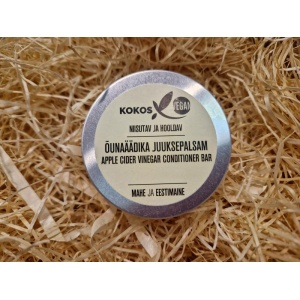 KOKOS
VEGAN
NIISUTAV JA HOOLDAV
ÕUNAÄÄDIKA JUUKSEPALSAM
APPLE CIDER VINEGAR CONDITIONER BAR
MAHE JA EESTIMAINE